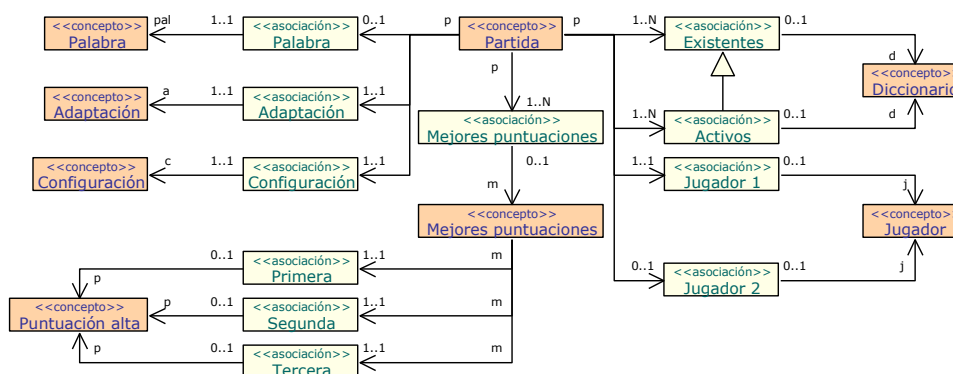 pal 1..1 0..1 p p 1..N 0..1
<<concepto>> <<asociación>> <<concepto>> <<asociación>>
Palabra Palabra Partida Existentes
p d
<<concepto>>
Diccionario
a 1..1 1..1 1..N 1..N 0..1 d
<<concepto>> <<asociación>> <<asociación>> <<asociación>>
Adaptación Adaptación Mejores puntuaciones Activos
c 1..1 1..1 0..1 1..1 0..1
<<concepto>> <<asociación>> <<asociación>>
Configuración Configuración Jugador 1
m j
<<concepto>> <<concepto>>
Mejores puntuaciones Jugador
0..1 1..1 m 0..1 0..1 j
<<asociación>> <<asociación>>
Primera Jugador 2
p
<<concepto>> p 0..1 <<asociación>> 1..1 m
Puntuación alta Segunda
p 0..1 1..1 m
<<asociación>>
Tercera